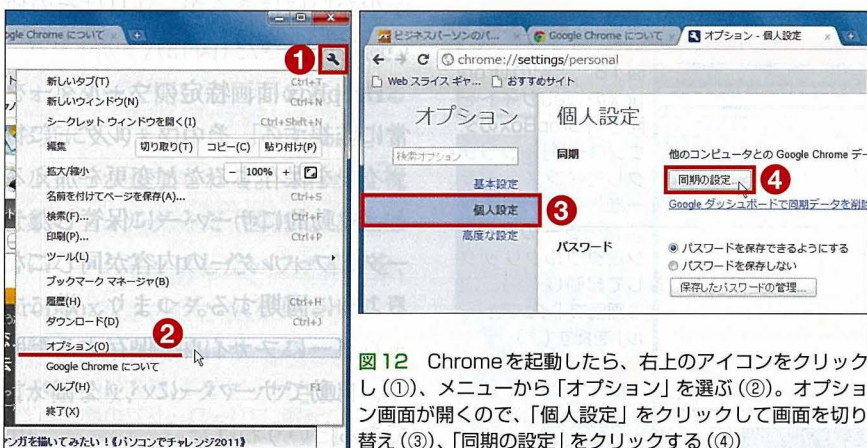 ogle Chrome について
①
新しいタブ(T) Ctrl+T
新しいウィンドウ(N) Ctrl+N
シークレット ウィンドウを開く(I) Ctrl+Shift+N
編集 切り取り(T) コピー(C) 貼り付け(P)
拡大/縮小 - 100% +
名前を付けてページを保存(A)... Ctrl+S
検索(F)... Ctrl+F
印刷(P)... Ctrl+P
ツール(L)
ブックマーク マネージャ(B)
履歴(H) Ctrl+H
ダウンロード(D) Ctrl+J
②
オプション(O)
Google Chrome について
ヘルプ(H) F1
終了(X)
ンガを描いてみたい！《パソコンでチャレンジ2011》
ビジネスパーソンのパ... Google Chrome について オプション - 個人設定
chrome://settings/personal
Web スライス ギャ... おすすめサイト
オプション 個人設定
検索オプション 同期 他のコンピュータとの Google Chrome デー
基本設定 同期の設定... ④
個人設定 ③ Google ダッシュボードで同期データを削除
高度な設定
パスワード パスワードを保存できるようにする
パスワードを保存しない
保存したパスワードの管理...
図12 Chromeを起動したら、右上のアイコンをクリック
し（①）、メニューから「オプション」を選ぶ（②）。オプショ
ン画面が開くので、「個人設定」をクリックして画面を切り
替え（③）、「同期の設定」をクリックする（④）